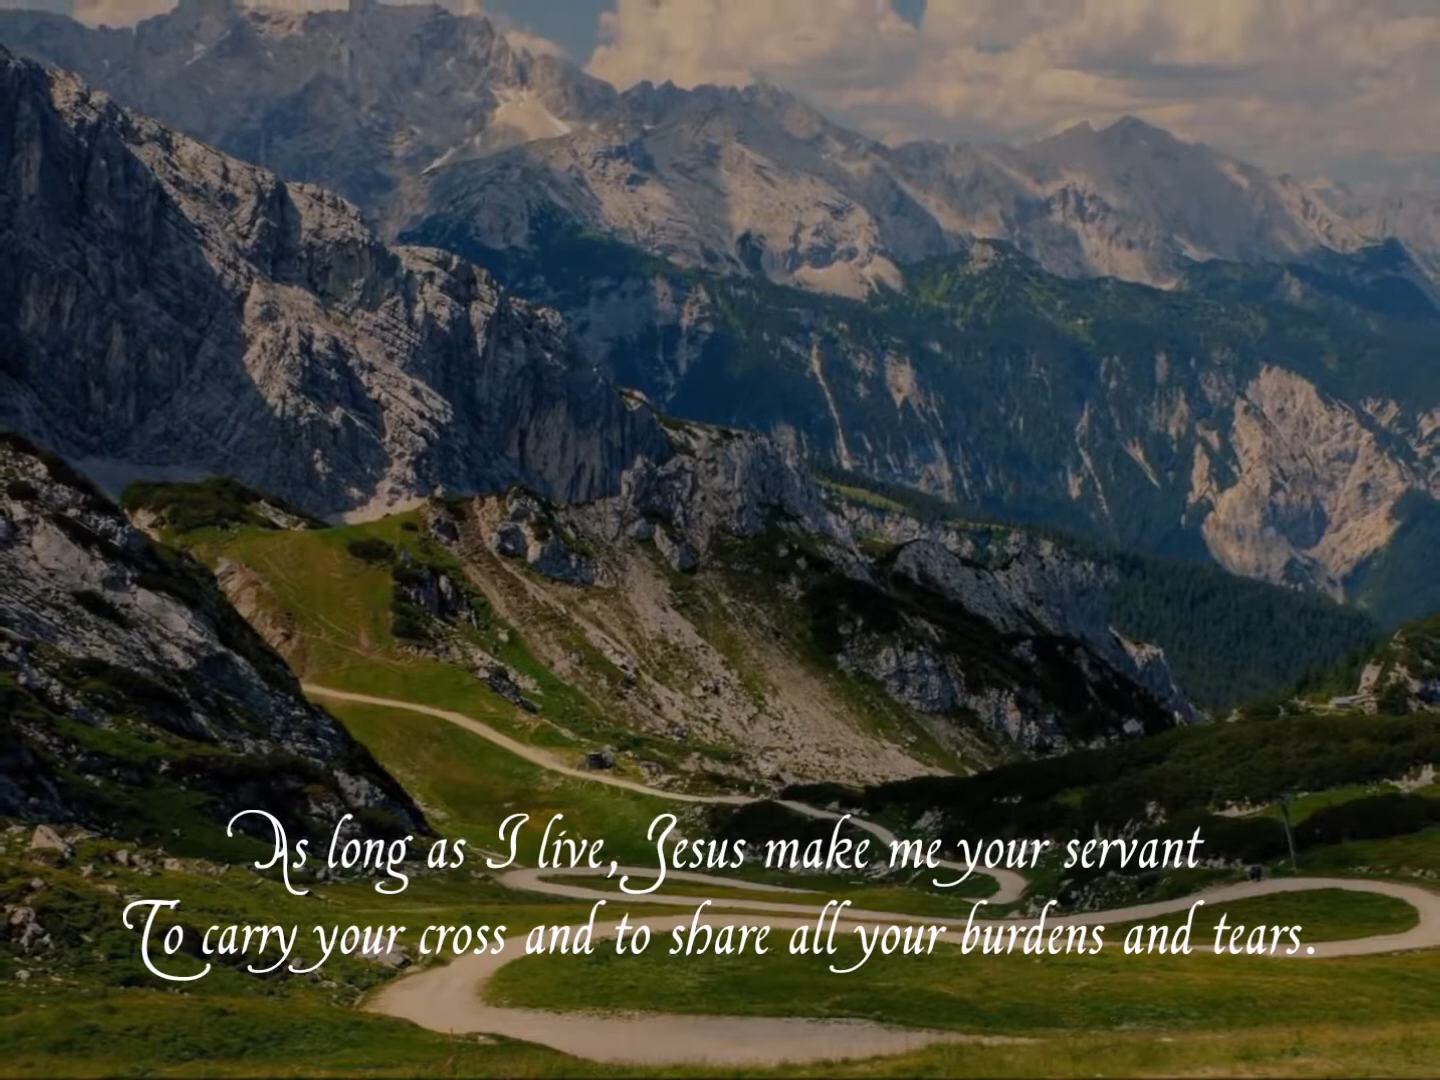 As long as I live, Jesus make me your servant
To carry your cross and to share all your burdens and tears.